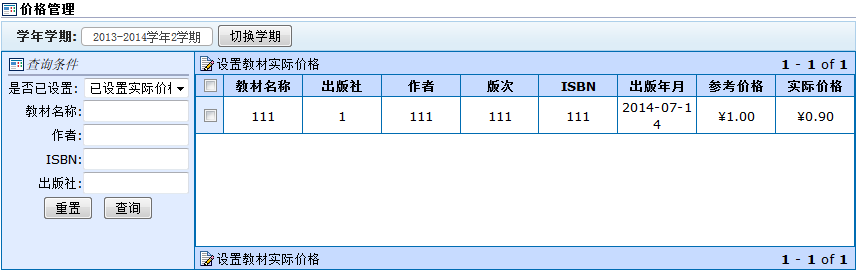 价格管理
学年学期: 2013-2014学年2学期 切换学期
查询条件
是否已设置: 已设置实际价
教材名称:
作者:
ISBN:
出版社:
重置 查询
设置教材实际价格 1 - 1 of 1
教材名称 出版社 作者 版次 ISBN 出版年月 参考价格 实际价格
111 1 111 111 111 2014-07-1 ¥1.00 ¥0.90
4
设置教材实际价格 1 - 1 of 1